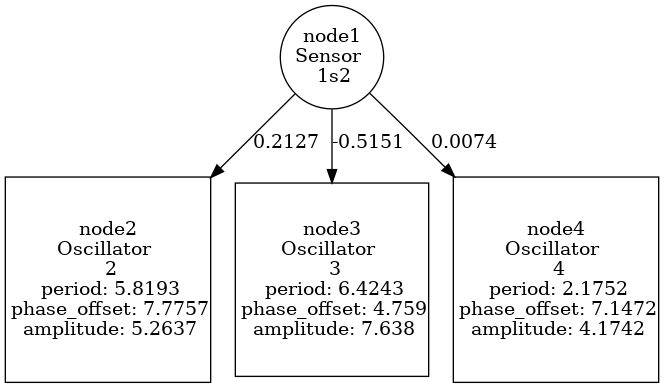 node1
Sensor
1s2
0.2127
-0.5151
0.0074
node2
Oscillator
2
period: 5.8193
phase_offset: 7.7757
amplitude: 5.2637
node3
Oscillator
3
period: 6.4243
phase_offset: 4.759
amplitude: 7.638
node4
Oscillator
4
period: 2.1752
phase_offset: 7.1472
amplitude: 4.1742